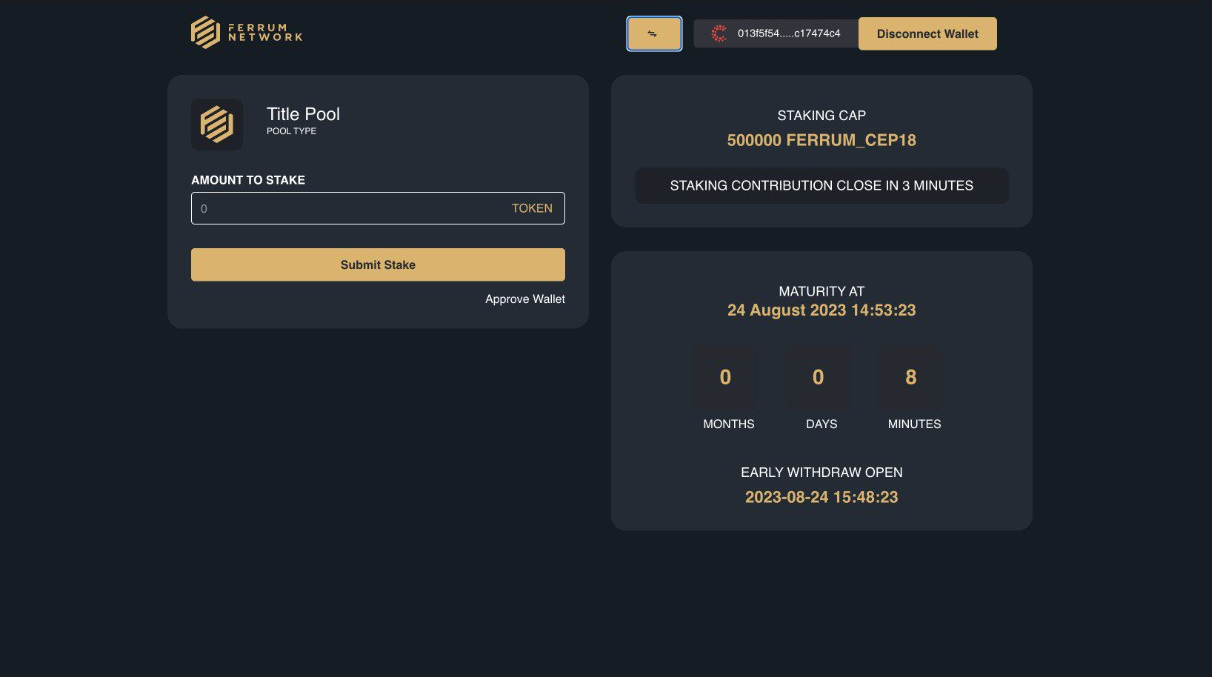 FERRUM
NETWORK
013f5f54.....c17474c4
Disconnect Wallet
Title Pool
POOL TYPE
AMOUNT TO STAKE
0
TOKEN
Submit Stake
Approve Wallet
STAKING CAP
500000 FERRUM_CEP18
STAKING CONTRIBUTION CLOSE IN 3 MINUTES
MATURITY AT
24 August 2023 14:53:23
0 0 8
MONTHS DAYS MINUTES
EARLY WITHDRAW OPEN
2023-08-24 15:48:23